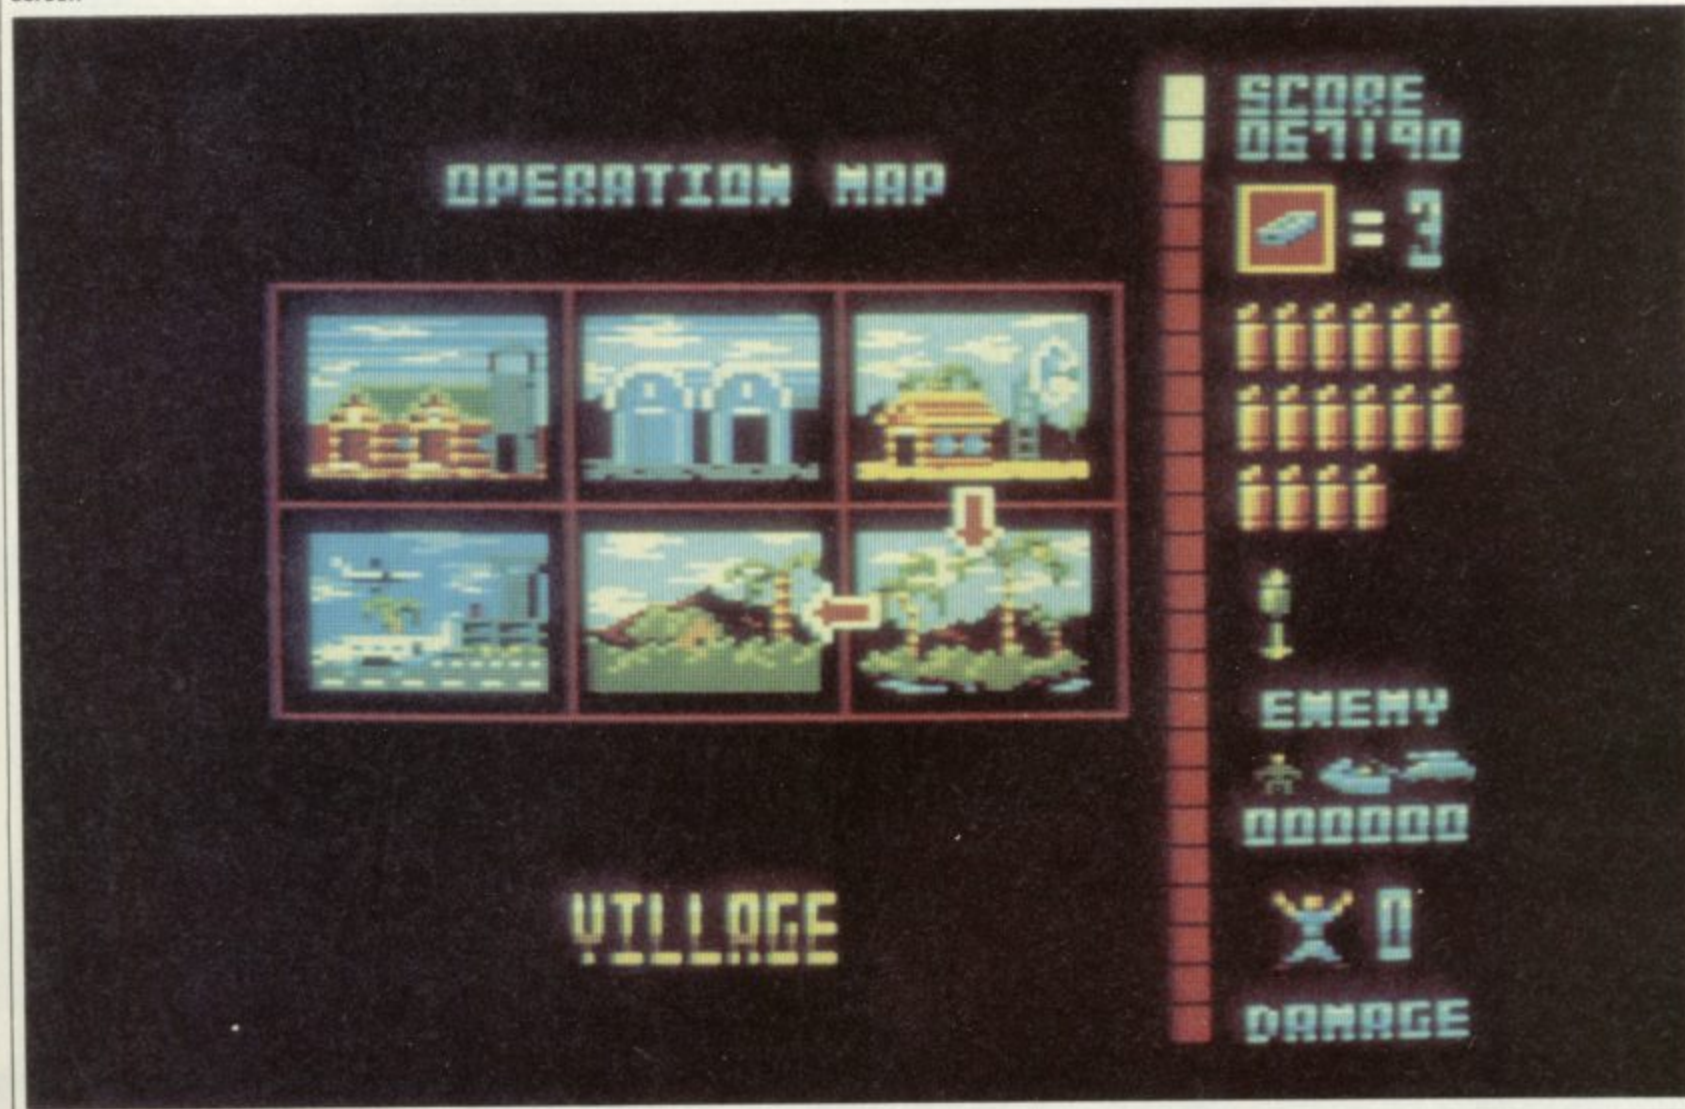 OPERATION MAP
VILLAGE
SCORE
067190
= 3
ENEMY
000000
0
DAMAGE